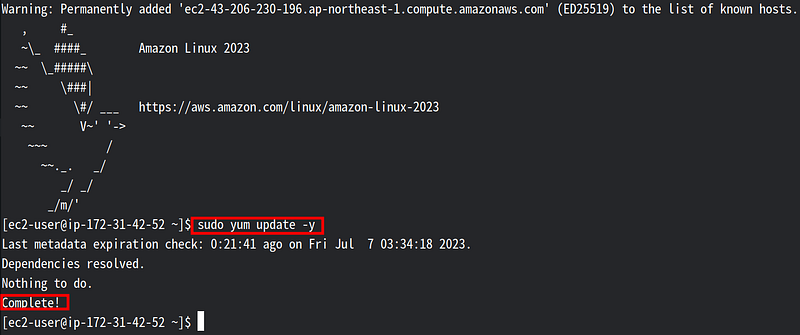 Warning: Permanently added 'ec2-43-206-230-196.ap-northeast-1.compute.amazonaws.com' (ED25519) to the list of known hosts.
   ,     #_
   ~\_  ####_        Amazon Linux 2023
  ~~  \_#####\
  ~~     \###|
  ~~       \#/ ___   https://aws.amazon.com/linux/amazon-linux-2023
   ~~       V~' '->
    ~~~         /
      ~~._.   _/
         _/ _/
       _/m/'
[ec2-user@ip-172-31-42-52 ~]$ sudo yum update -y
Last metadata expiration check: 0:21:41 ago on Fri Jul  7 03:34:18 2023.
Dependencies resolved.
Nothing to do.
Complete!
[ec2-user@ip-172-31-42-52 ~]$